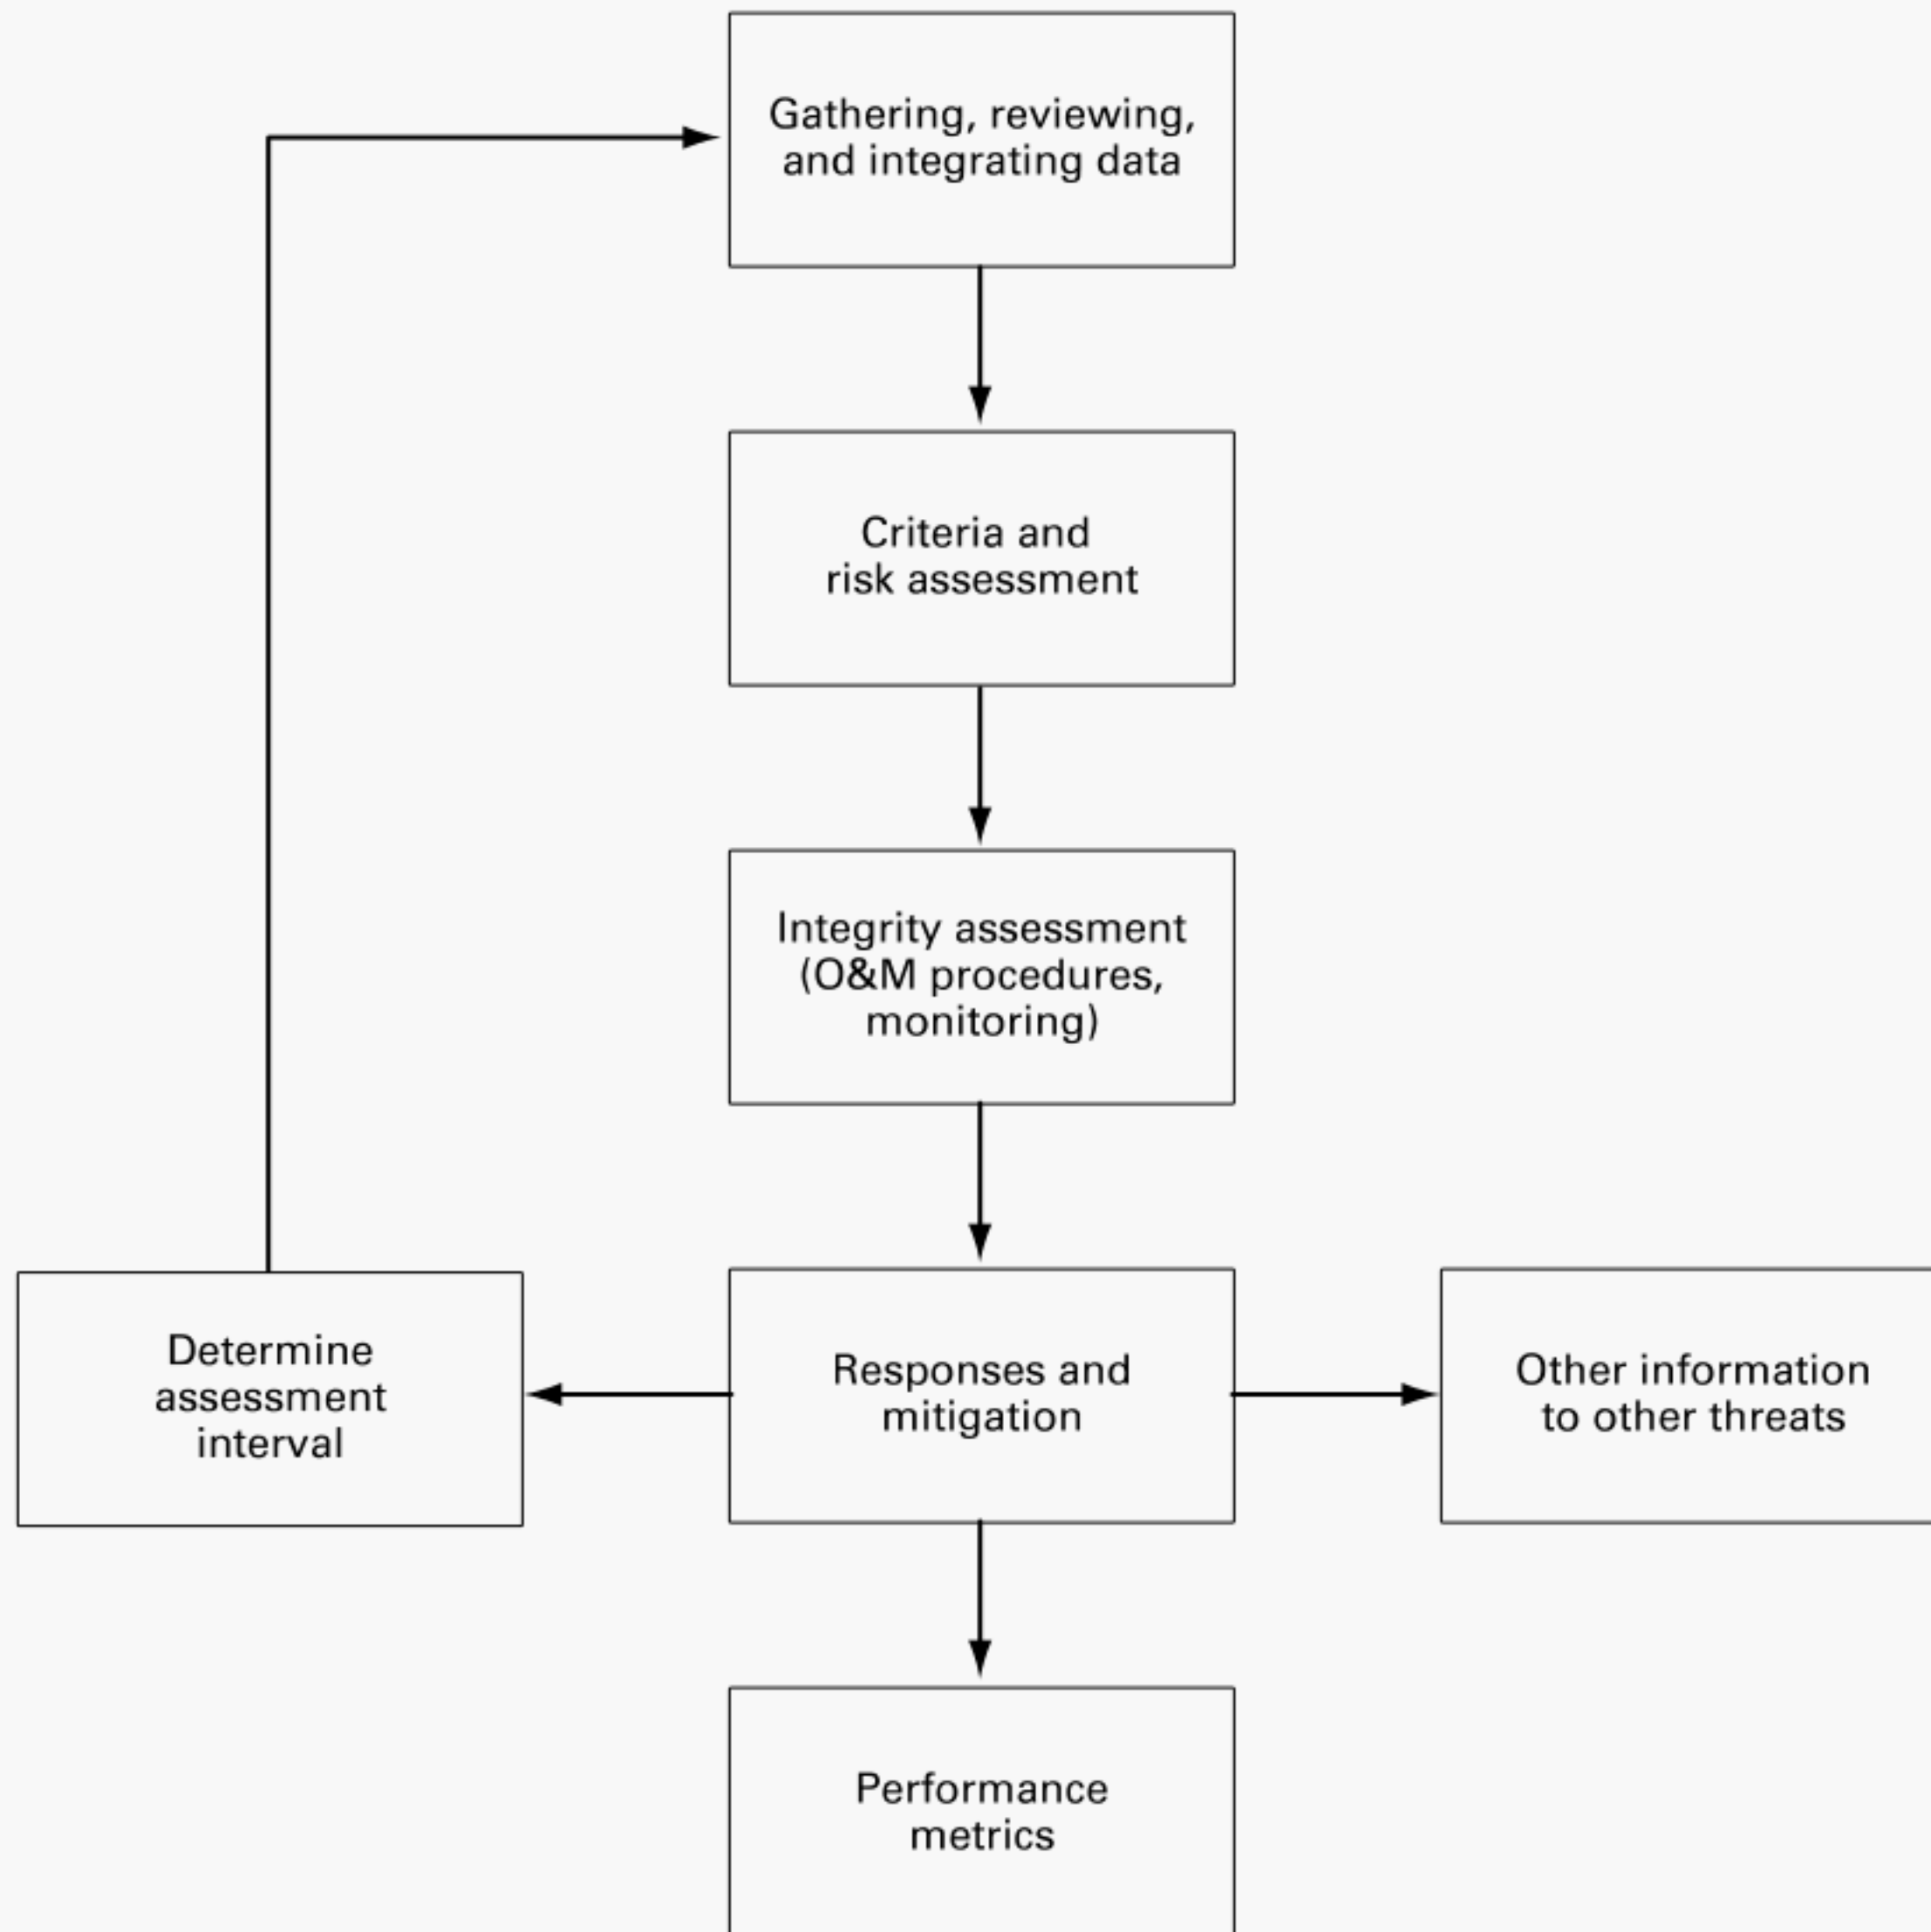 Gathering, reviewing,
and integrating data
Criteria and
risk assessment
Integrity assessment
(O&M procedures,
monitoring)
Determine
assessment
interval
Responses and
mitigation
Other information
to other threats
Performance
metrics